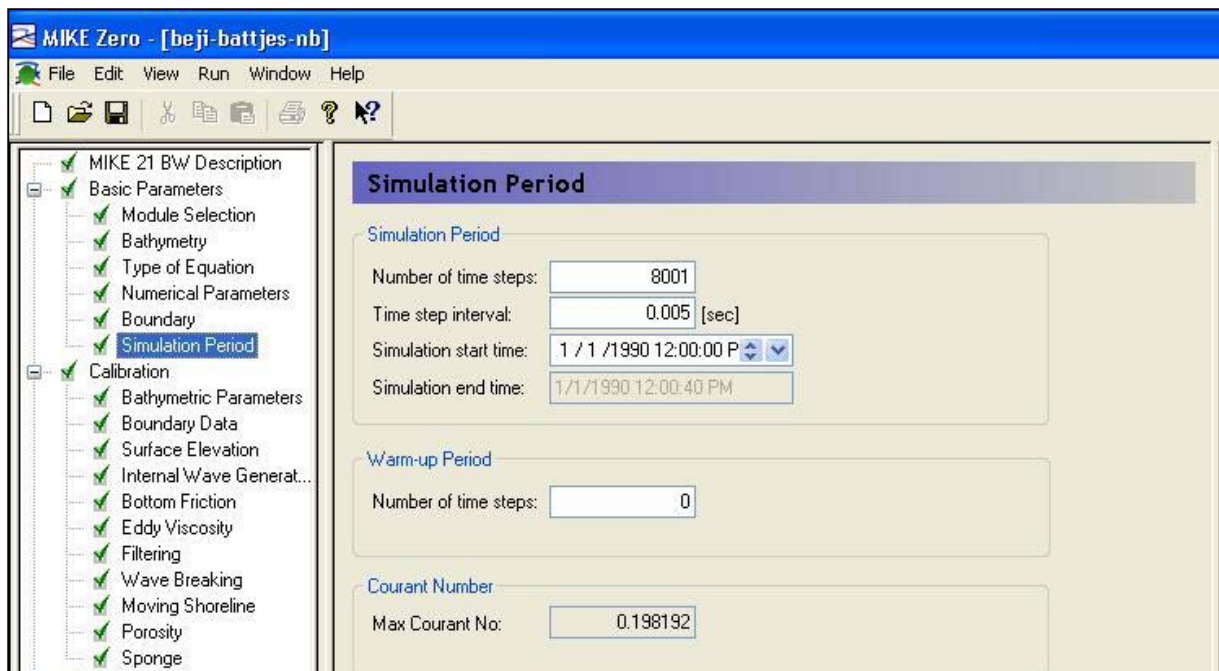 MIKE Zero - [beji-battjes-nb]
File Edit View Run Window Help
MIKE 21 BW Description
Basic Parameters
Module Selection
Bathymetry
Type of Equation
Numerical Parameters
Boundary
Simulation Period
Calibration
Bathymetric Parameters
Boundary Data
Surface Elevation
Internal Wave Generat...
Bottom Friction
Eddy Viscosity
Filtering
Wave Breaking
Moving Shoreline
Porosity
Sponge
Simulation Period
Simulation Period
Number of time steps: 8001
Time step interval: 0.005 [sec]
Simulation start time: 1 / 1 /1990 12:00:00 P
Simulation end time: 1/1/1990 12:00:40 PM
Warm-up Period
Number of time steps: 0
Courant Number
Max Courant No: 0.198192